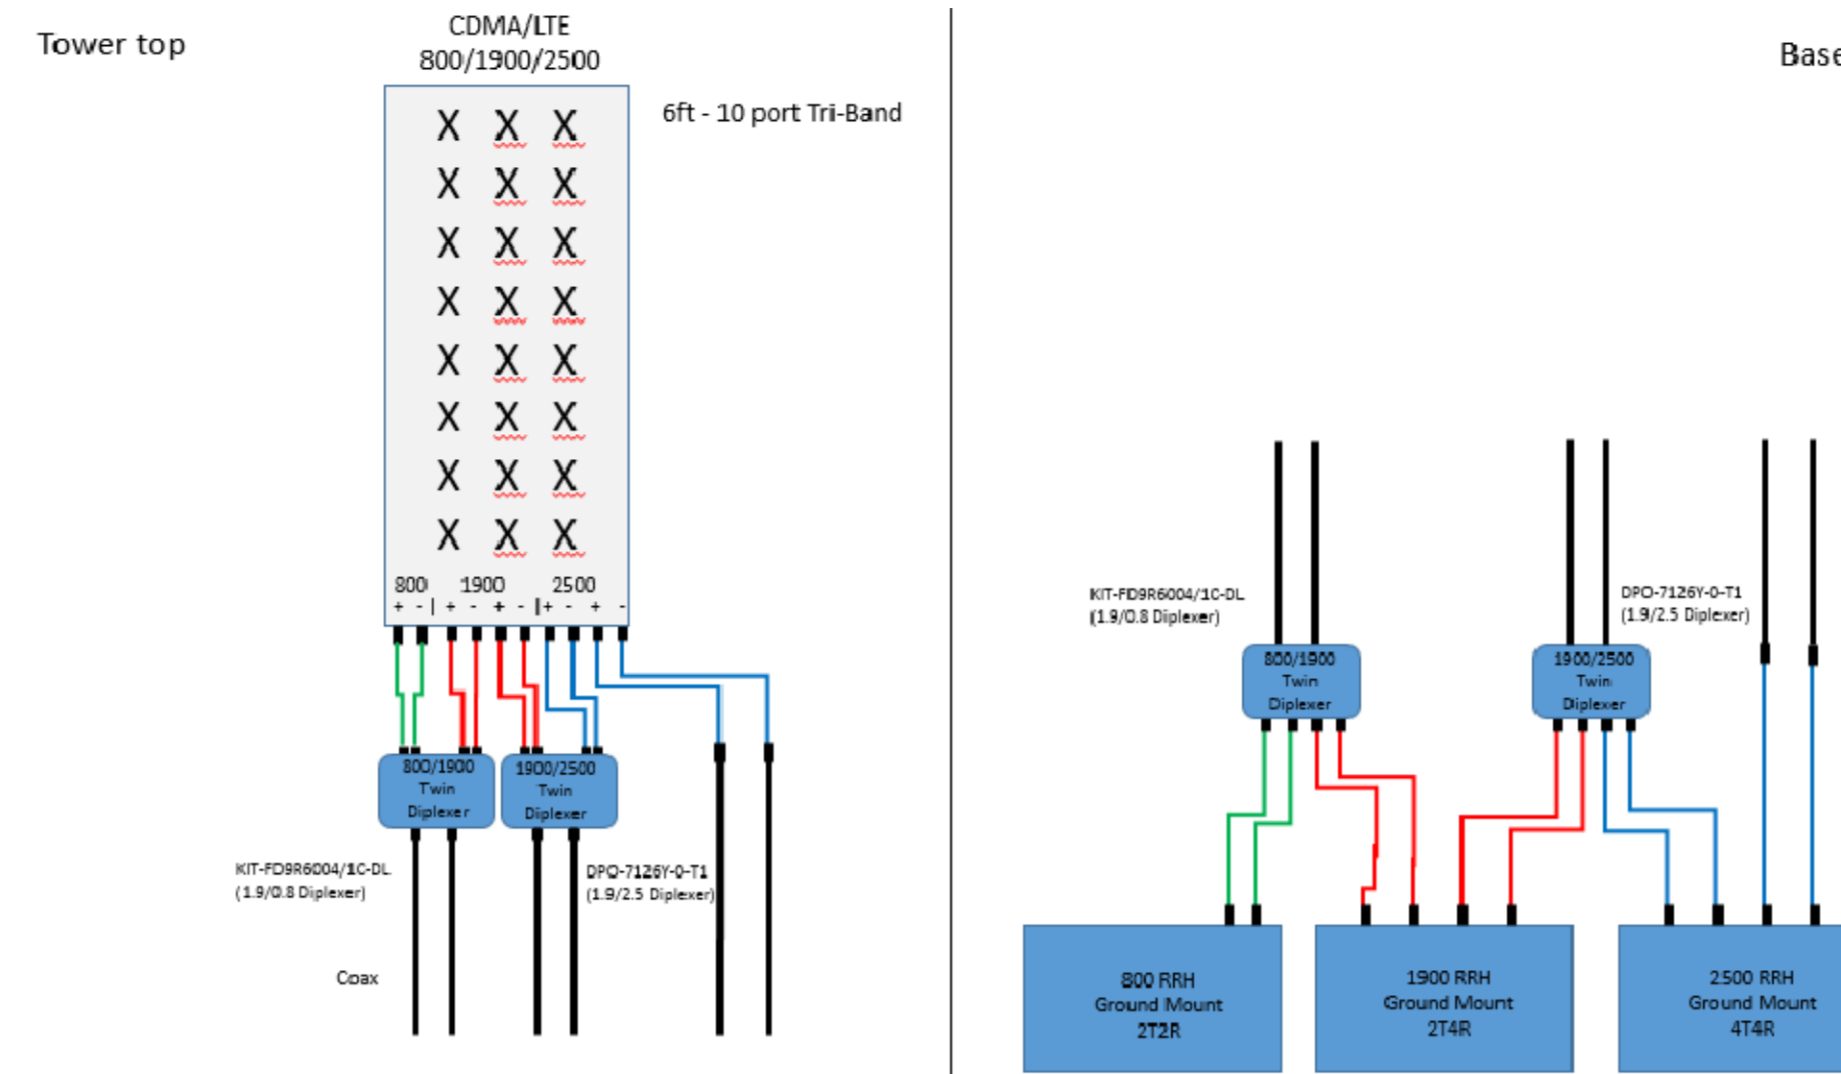 Tower top
CDMA/LTE
800/1900/2500
6ft - 10 port Tri-Band
X X X
X X X
X X X
X X X
X X X
X X X
X X X
X X X
800 1900 2500
+ - | + - + - | + - + -
800/1900
Twin
Diplexer
1900/2500
Twin
Diplexer
KIT-FD9R6004/1C-DL
(1.9/0.8 Diplexer)
DPO-7126Y-0-T1
(1.9/2.5 Diplexer)
Coax
Base
KIT-FD9R6004/1C-DL
(1.9/0.8 Diplexer)
DPO-7126Y-0-T1
(1.9/2.5 Diplexer)
800/1900
Twin
Diplexer
1900/2500
Twin
Diplexer
800 RRH
Ground Mount
2T2R
1900 RRH
Ground Mount
2T4R
2500 RRH
Ground Mount
4T4R